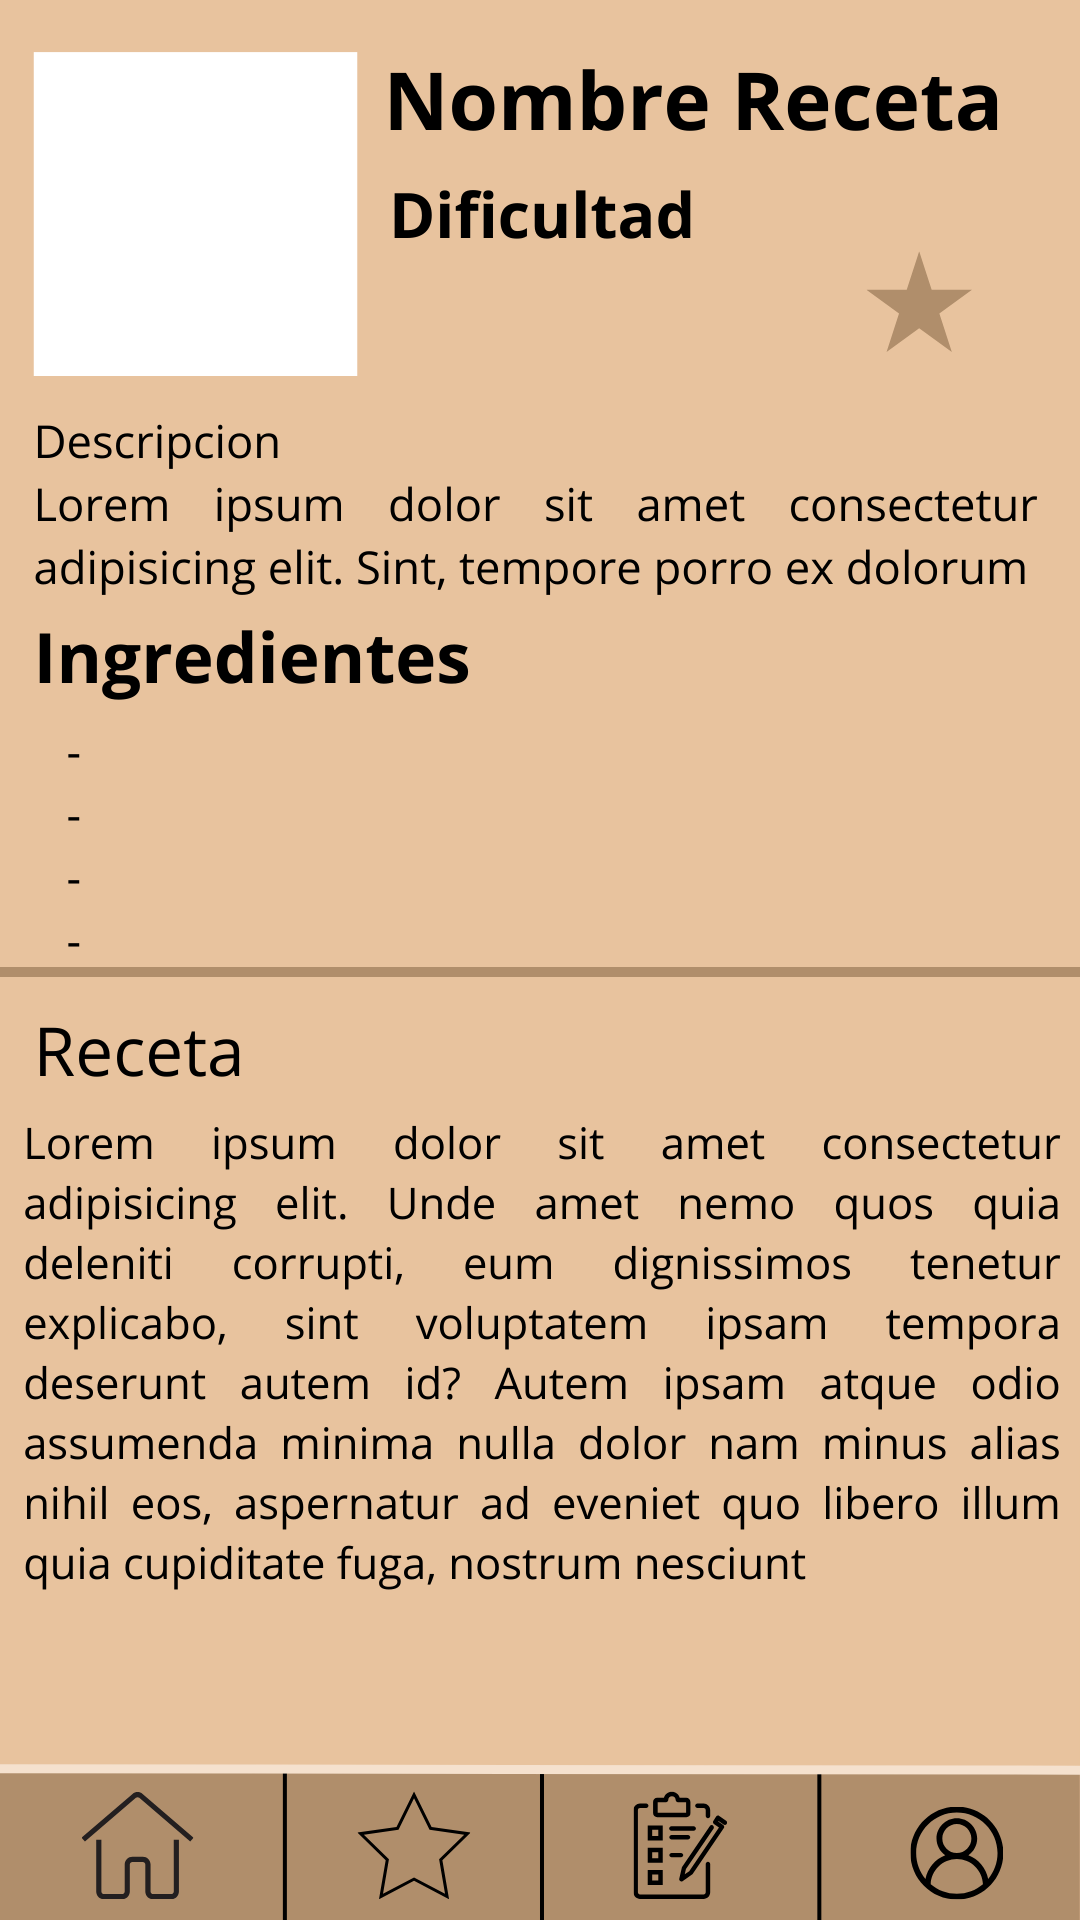 Nombre Receta
Dificultad
Descripcion
Lorem ipsum dolor sit amet consectetur
adipisicing elit. Sint, tempore porro ex dolorum
Ingredientes
-
-
-
-
Receta
Lorem ipsum dolor sit amet consectetur
adipisicing elit. Unde amet nemo quos quia
deleniti corrupti, eum dignissimos tenetur
explicabo, sint voluptatem ipsam tempora
deserunt autem id? Autem ipsam atque odio
assumenda minima nulla dolor nam minus alias
nihil eos, aspernatur ad eveniet quo libero illum
quia cupiditate fuga, nostrum nesciunt